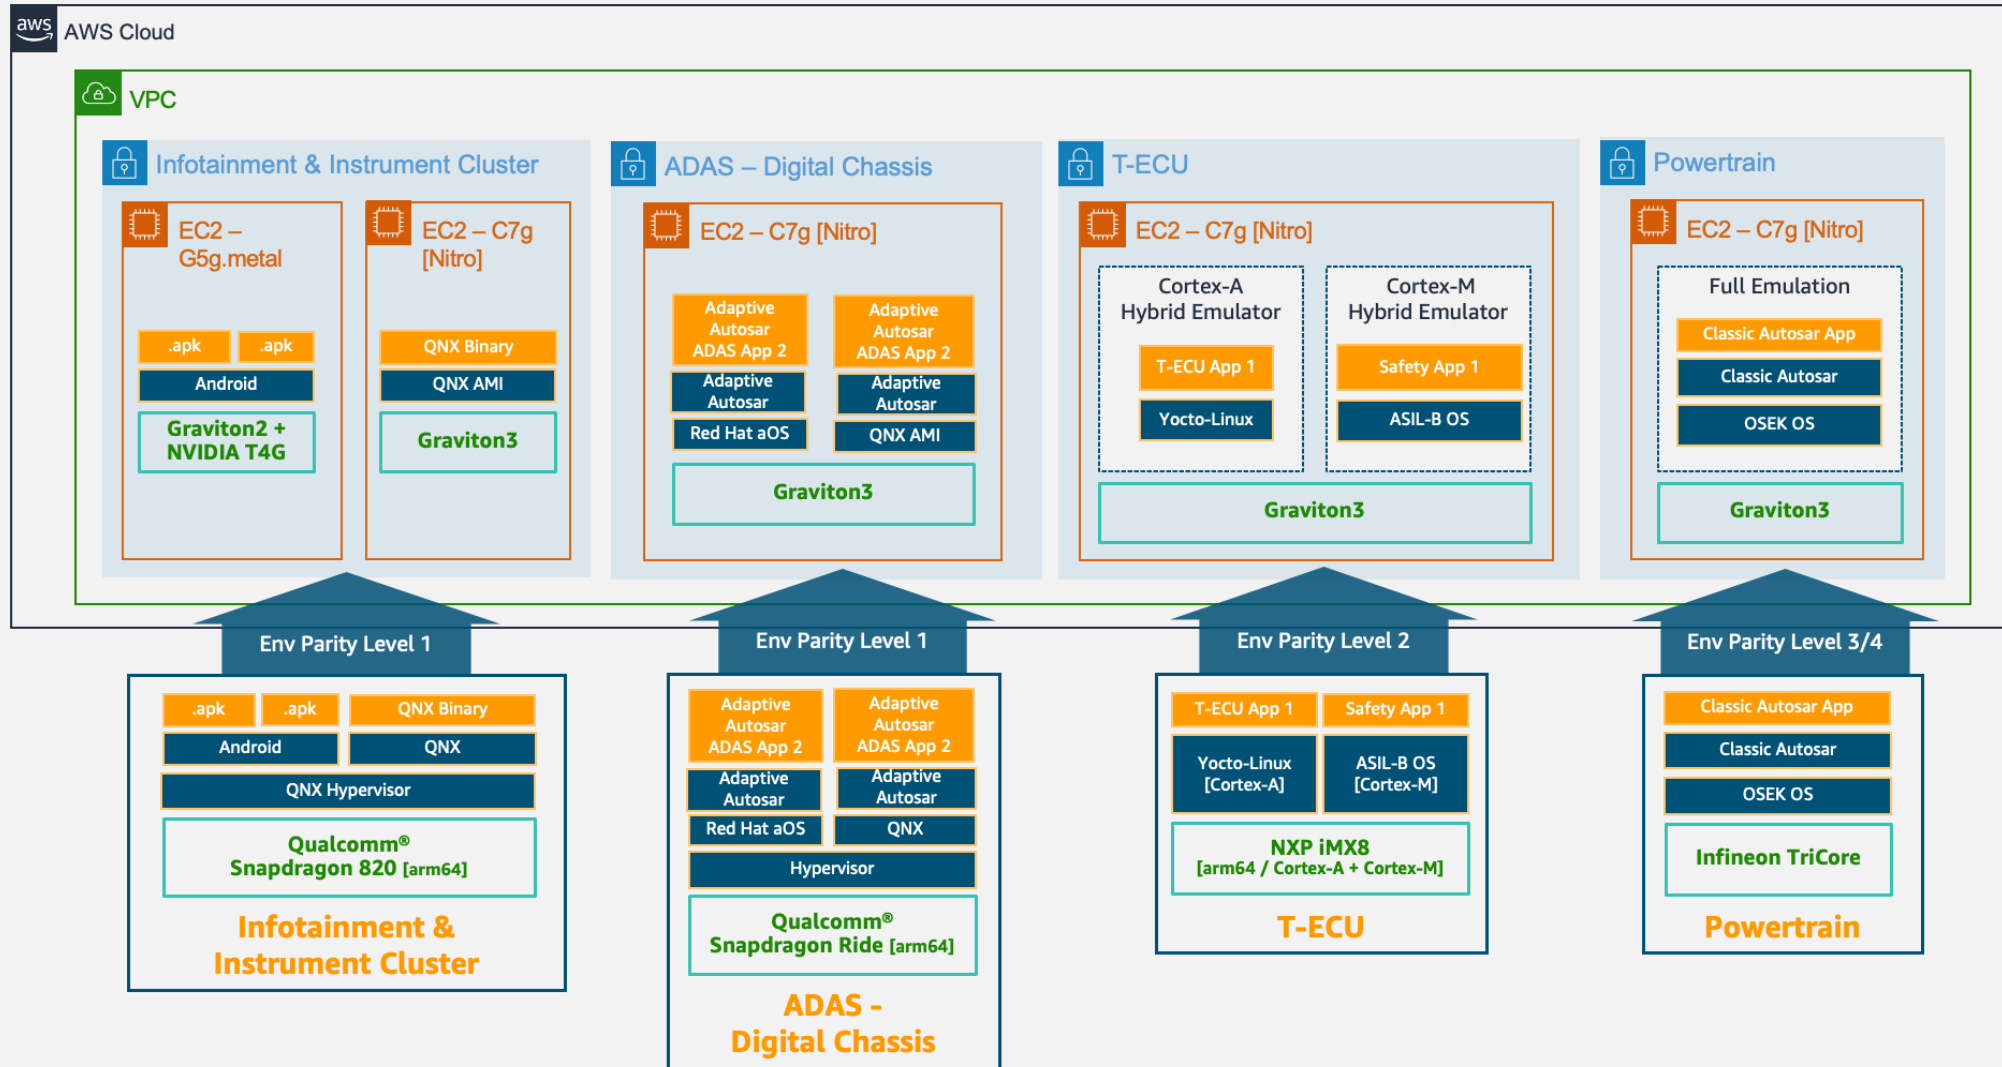 aws
AWS Cloud
VPC
Infotainment & Instrument Cluster
EC2 –
G5g.metal
.apk
.apk
Android
Graviton2 +
NVIDIA T4G
EC2 – C7g
[Nitro]
QNX Binary
QNX AMI
Graviton3
ADAS – Digital Chassis
EC2 – C7g [Nitro]
Adaptive
Autosar
ADAS App 2
Adaptive
Autosar
Red Hat aOS
Adaptive
Autosar
ADAS App 2
Adaptive
Autosar
QNX AMI
Graviton3
T-ECU
EC2 – C7g [Nitro]
Cortex-A
Hybrid Emulator
T-ECU App 1
Yocto-Linux
Cortex-M
Hybrid Emulator
Safety App 1
ASIL-B OS
Graviton3
Powertrain
EC2 – C7g [Nitro]
Full Emulation
Classic Autosar App
Classic Autosar
OSEK OS
Graviton3
Env Parity Level 1
Env Parity Level 1
Env Parity Level 2
Env Parity Level 3/4
.apk
.apk
QNX Binary
Android
QNX
QNX Hypervisor
Qualcomm®
Snapdragon 820 [arm64]
Infotainment &
Instrument Cluster
Adaptive
Autosar
ADAS App 2
Adaptive
Autosar
Red Hat aOS
Adaptive
Autosar
ADAS App 2
Adaptive
Autosar
QNX
Hypervisor
Qualcomm®
Snapdragon Ride [arm64]
ADAS -
Digital Chassis
T-ECU App 1
Safety App 1
Yocto-Linux
[Cortex-A]
ASIL-B OS
[Cortex-M]
NXP iMX8
[arm64 / Cortex-A + Cortex-M]
T-ECU
Classic Autosar App
Classic Autosar
OSEK OS
Infineon TriCore
Powertrain